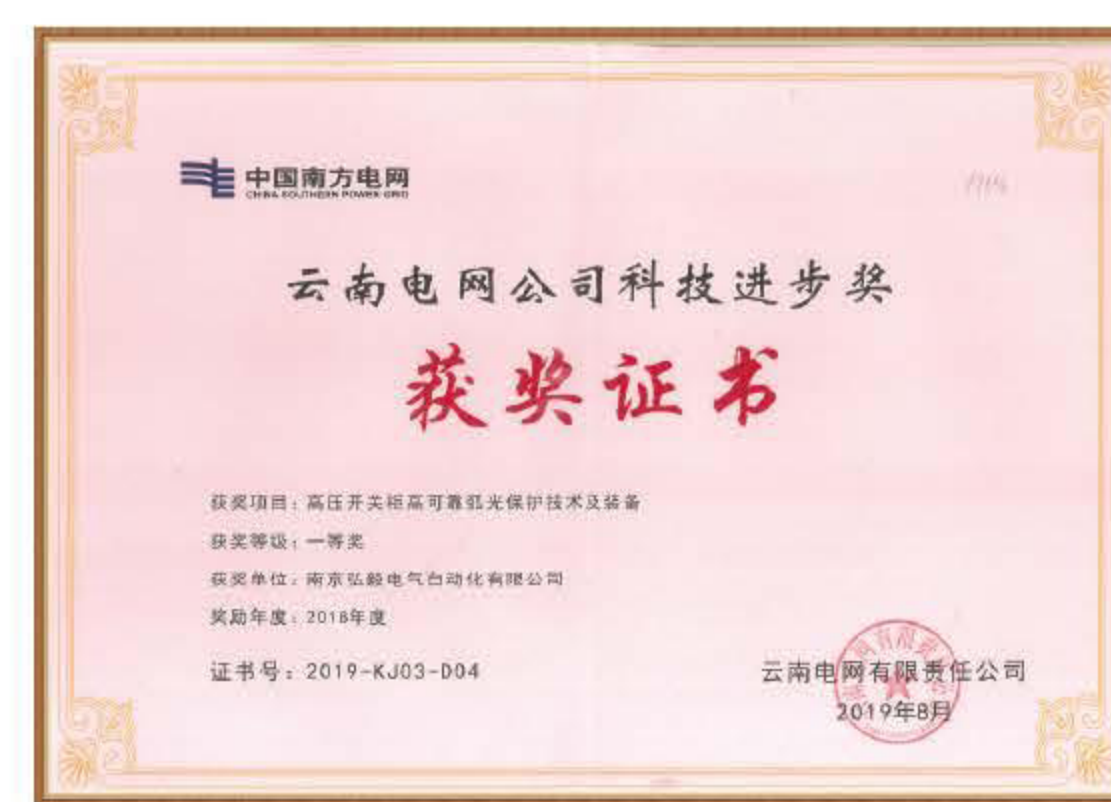 中国南方电网
CHINA SOUTHERN POWER GRID
云南电网公司科技进步奖
获奖证书
获奖项目：高压开关柜高可靠弧光保护技术及装备
获奖等级：一等奖
获奖单位：南京弘毅电气自动化有限公司
奖励年度：2018年度
证书号：2019-KJ03-D04
云南电网有限责任公司
2019年8月